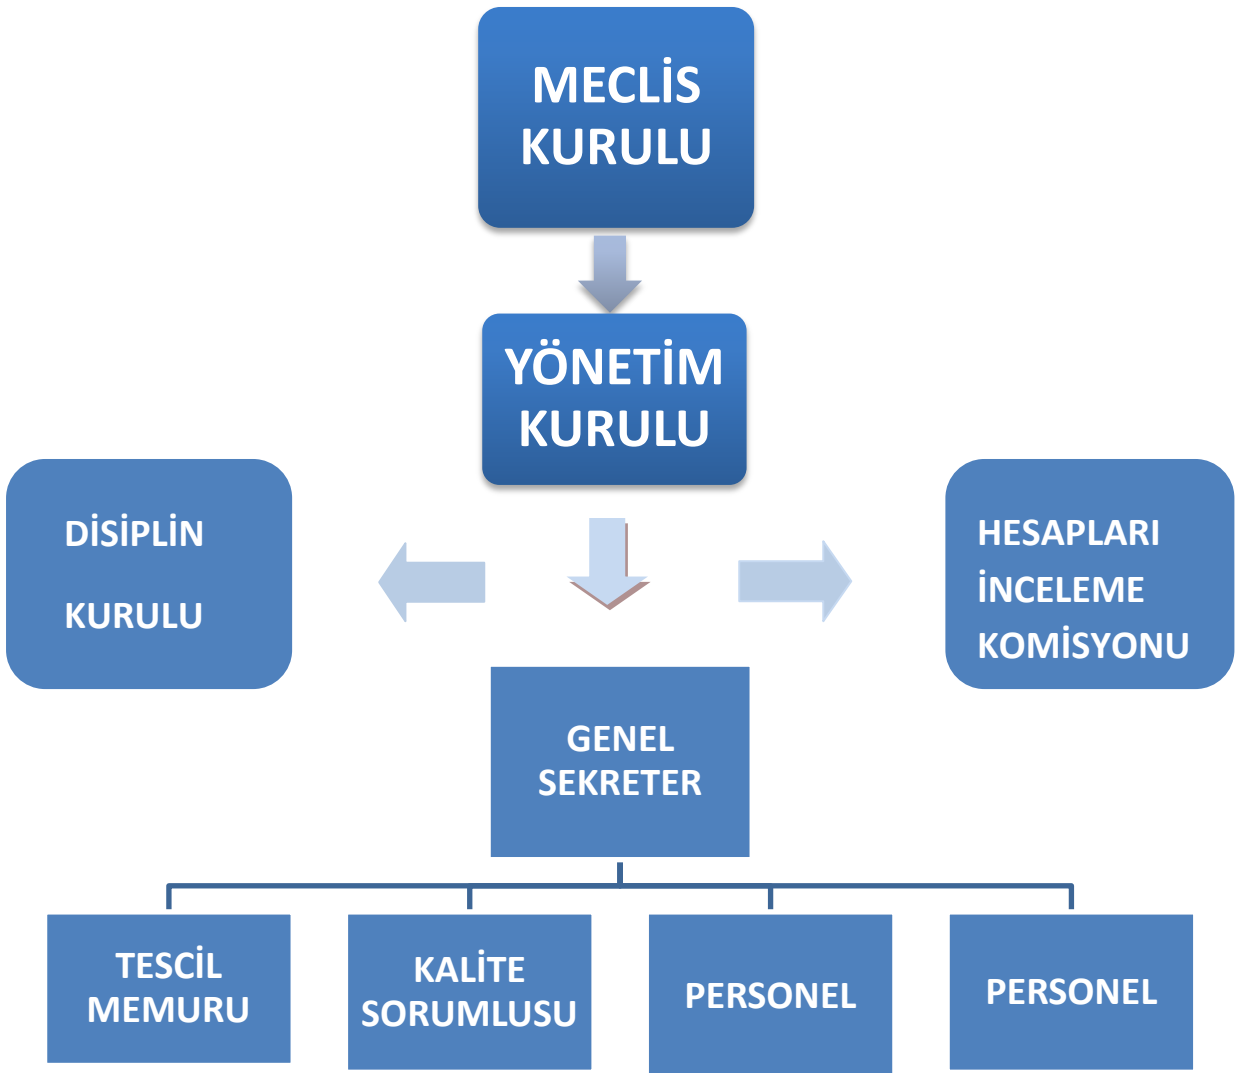 MECLİS
KURULU
YÖNETİM
KURULU
DİSİPLİN
KURULU
HESAPLARI
İNCELEME
KOMİSYONU
GENEL
SEKRETER
TESCİL
MEMURU
KALİTE
SORUMLUSU
PERSONEL
PERSONEL